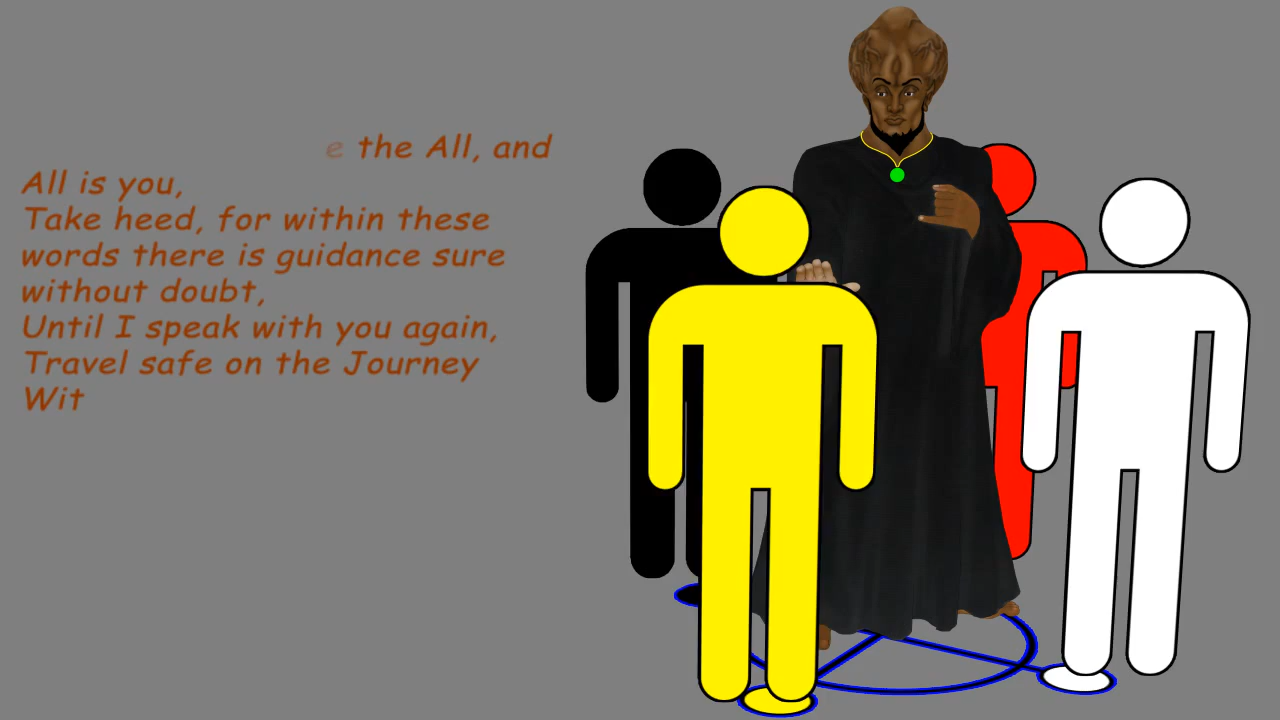 e the All, and
All is you,
Take heed, for within these
words there is guidance sure
without doubt,
Until I speak with you again,
Travel safe on the Journey
Wit